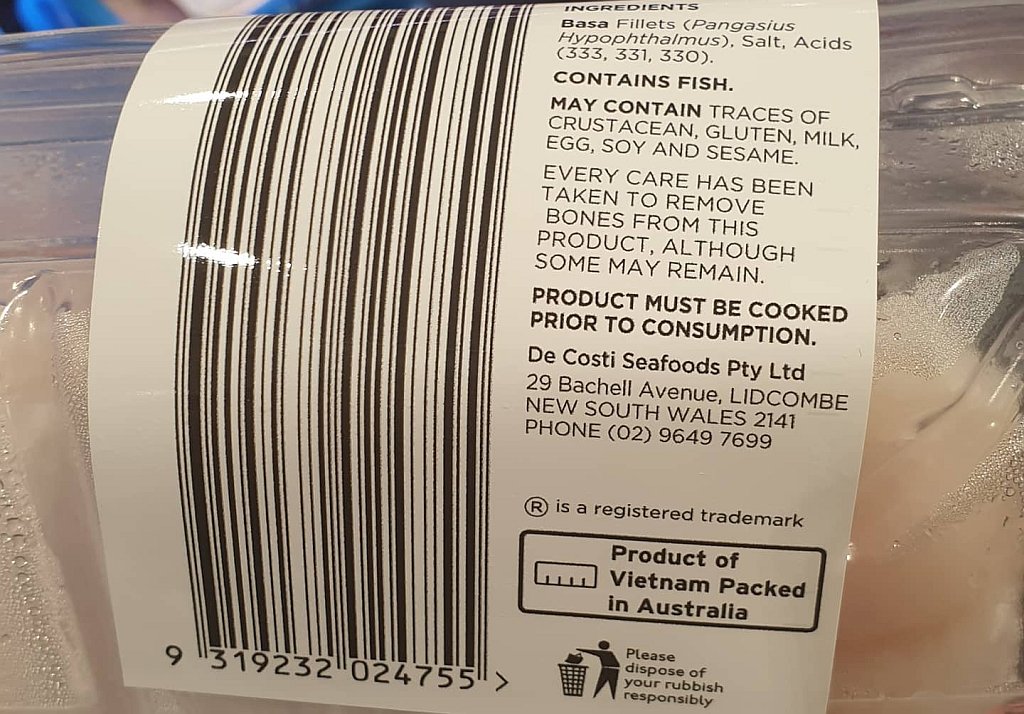 INGREDIENTS
Basa Fillets (Pangasius
Hypophthalmus), Salt, Acids
(333, 331, 330).
CONTAINS FISH.
MAY CONTAIN TRACES OF
CRUSTACEAN, GLUTEN, MILK,
EGG, SOY AND SESAME.
EVERY CARE HAS BEEN
TAKEN TO REMOVE
BONES FROM THIS
PRODUCT, ALTHOUGH
SOME MAY REMAIN.
PRODUCT MUST BE COOKED
PRIOR TO CONSUMPTION.
De Costi Seafoods Pty Ltd
29 Bachell Avenue, LIDCOMBE
NEW SOUTH WALES 2141
PHONE (02) 9649 7699
® is a registered trademark
Product of
Vietnam Packed
in Australia
Please
dispose of
your rubbish
responsibly
9 319232 024755 >